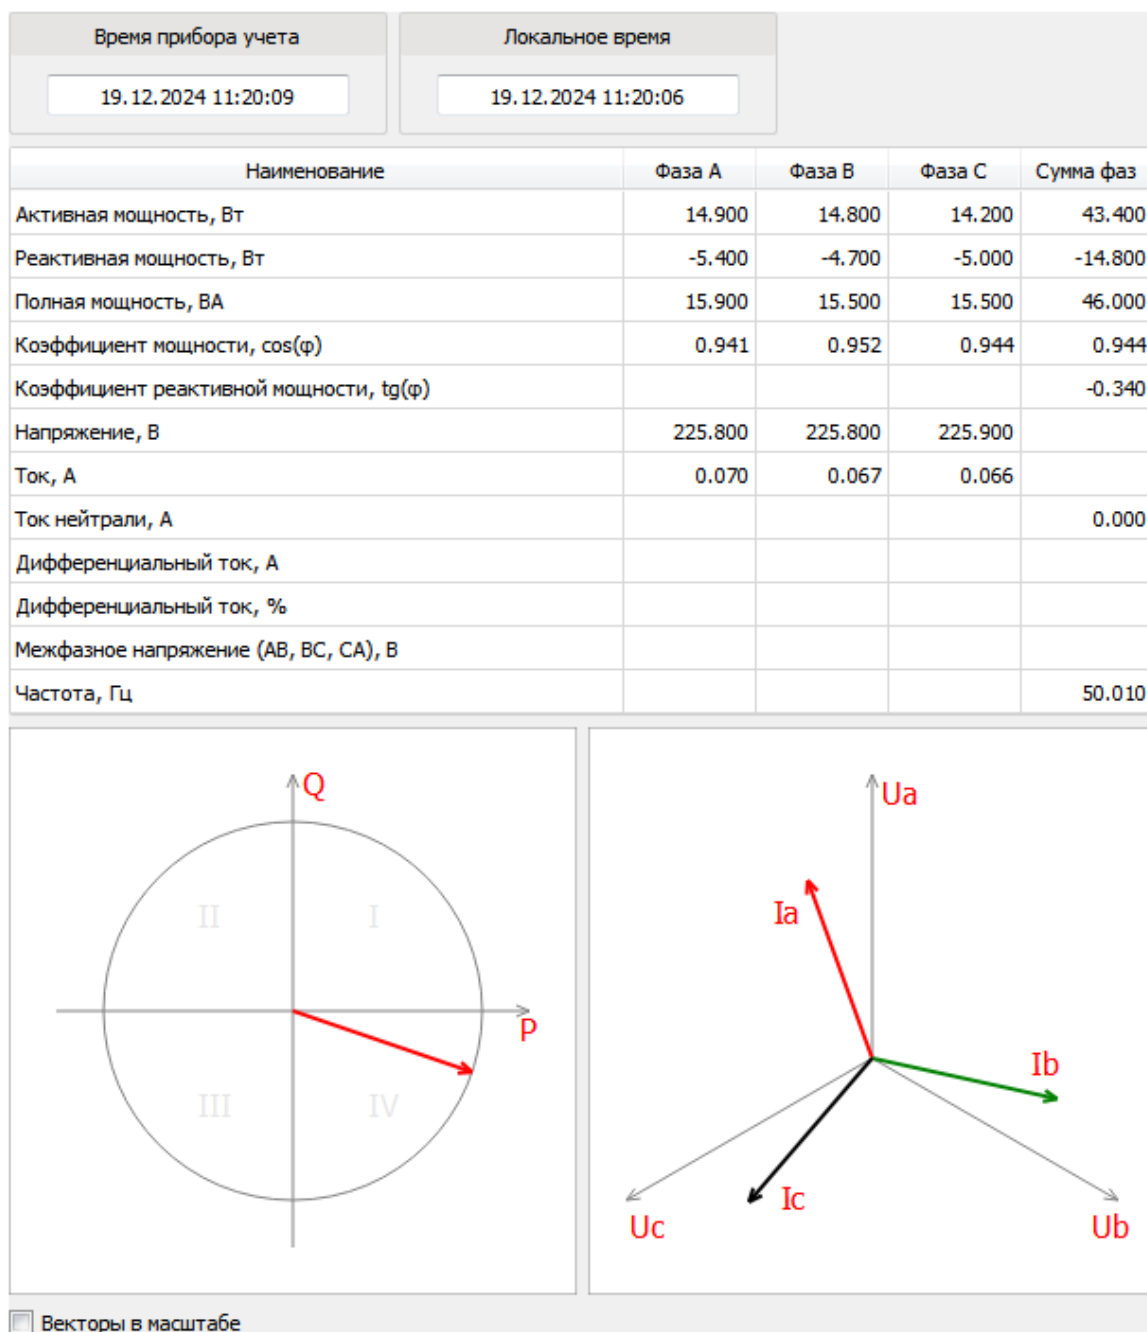 Время прибора учета Локальное время
19.12.2024 11:20:09 19.12.2024 11:20:06
Наименование Фаза A Фаза B Фаза C Сумма фаз
Активная мощность, Вт 14.900 14.800 14.200 43.400
Реактивная мощность, Вт -5.400 -4.700 -5.000 -14.800
Полная мощность, ВА 15.900 15.500 15.500 46.000
Коэффициент мощности, cos(φ) 0.941 0.952 0.944 0.944
Коэффициент реактивной мощности, tg(φ) -0.340
Напряжение, В 225.800 225.800 225.900
Ток, А 0.070 0.067 0.066
Ток нейтрали, А 0.000
Дифференциальный ток, А
Дифференциальный ток, %
Межфазное напряжение (AB, BC, CA), В
Частота, Гц 50.010
Q
II I
P
III IV
Ua
Ia
Ib
Ic
Uc Ub
Векторы в масштабе